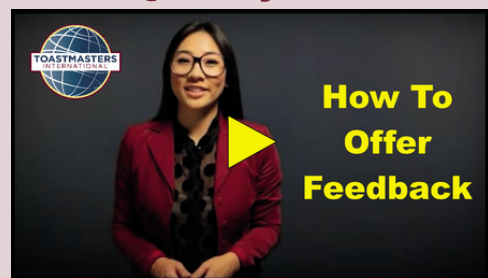 TOASTMASTERS
INTERNATIONAL
How To
Offer
Feedback